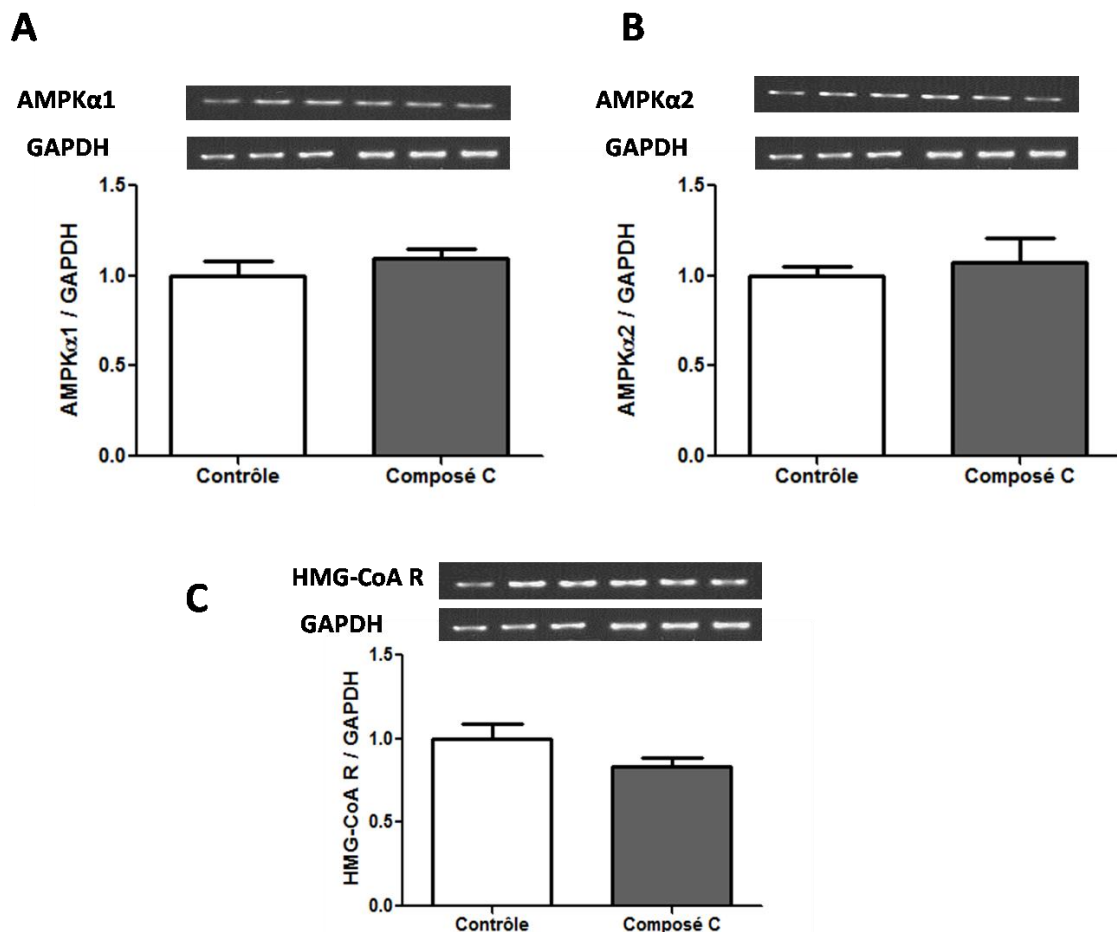 A
B
AMPKα1
GAPDH
AMPKα2
GAPDH
1.5
1.0
0.5
0.0
AMPKα1 / GAPDH
Contrôle
Composé C
1.5
1.0
0.5
0.0
AMPKα2 / GAPDH
Contrôle
Composé C
C
HMG-CoA R
GAPDH
1.5
1.0
0.5
0.0
HMG-CoA R / GAPDH
Contrôle
Composé C